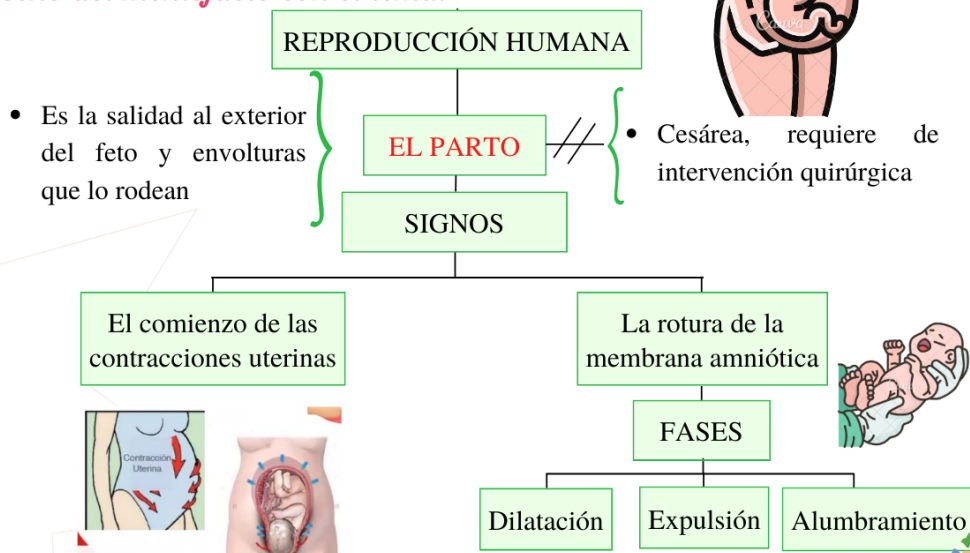 REPRODUCCIÓN HUMANA
Canva
• Es la salidad al exterior
del feto y envolturas
que lo rodean
EL PARTO
• Cesárea, requiere de
intervención quirúrgica
SIGNOS
El comienzo de las
contracciones uterinas
La rotura de la
membrana amniótica
Contracción
Uterina
FASES
Dilatación
Expulsión
Alumbramiento